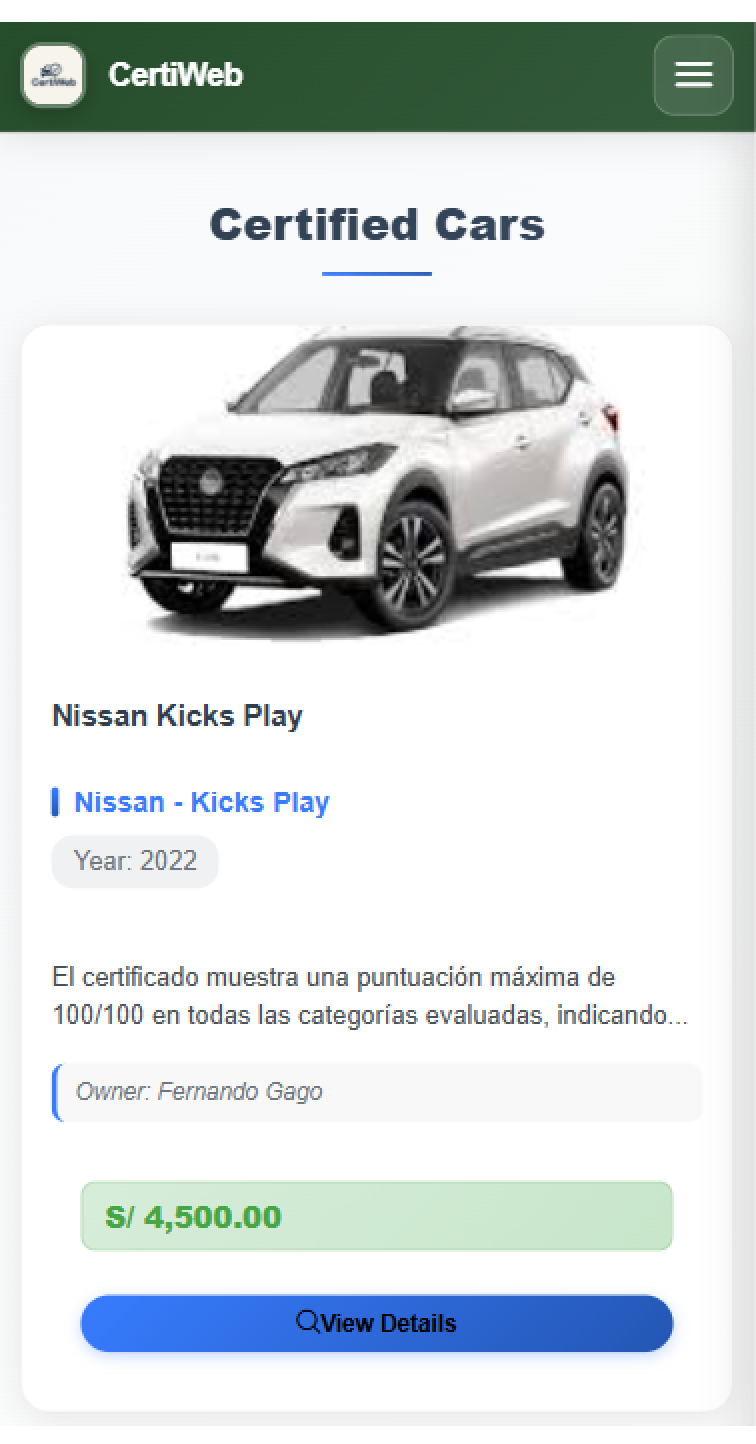 CertiWeb
CertiWeb
Certified Cars
Nissan Kicks Play
Nissan - Kicks Play
Year: 2022
El certificado muestra una puntuación máxima de
100/100 en todas las categorías evaluadas, indicando...
Owner: Fernando Gago
S/ 4,500.00
View Details